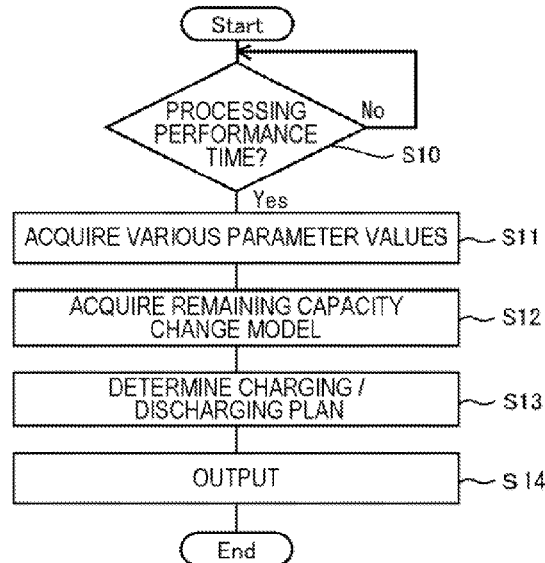 Start
PROCESSING
PERFORMANCE
TIME?
No
S10
Yes
ACQUIRE VARIOUS PARAMETER VALUES
S11
ACQUIRE REMAINING CAPACITY
CHANGE MODEL
S12
DETERMINE CHARGING /
DISCHARGING PLAN
S13
OUTPUT
S14
End